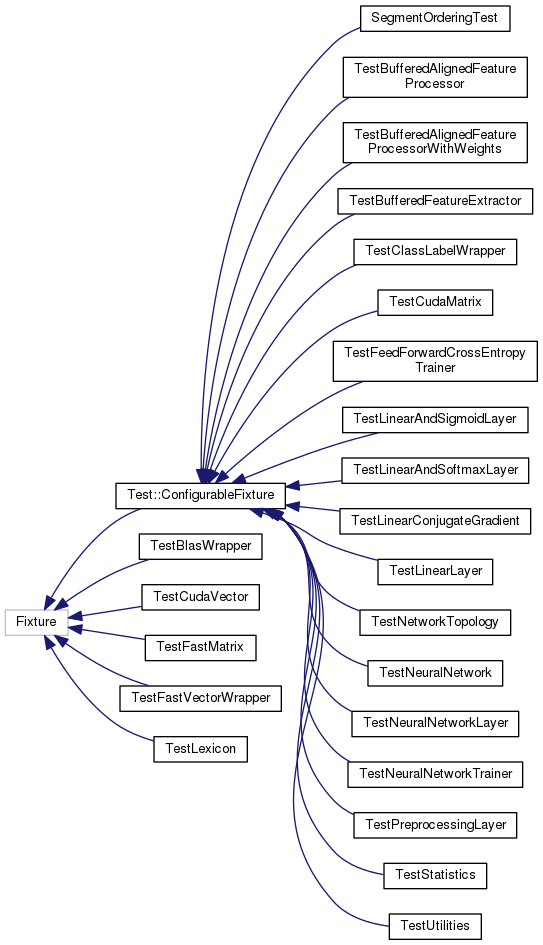 SegmentOrderingTest
TestBufferedAlignedFeature
Processor
TestBufferedAlignedFeature
ProcessorWithWeights
TestBufferedFeatureExtractor
TestClassLabelWrapper
TestCudaMatrix
TestFeedForwardCrossEntropy
Trainer
TestLinearAndSigmoidLayer
TestLinearAndSoftmaxLayer
Test::ConfigurableFixture
TestLinearConjugateGradient
TestBlasWrapper
TestLinearLayer
TestCudaVector
Fixture
TestNetworkTopology
TestFastMatrix
TestNeuralNetwork
TestFastVectorWrapper
TestNeuralNetworkLayer
TestLexicon
TestNeuralNetworkTrainer
TestPreprocessingLayer
TestStatistics
TestUtilities